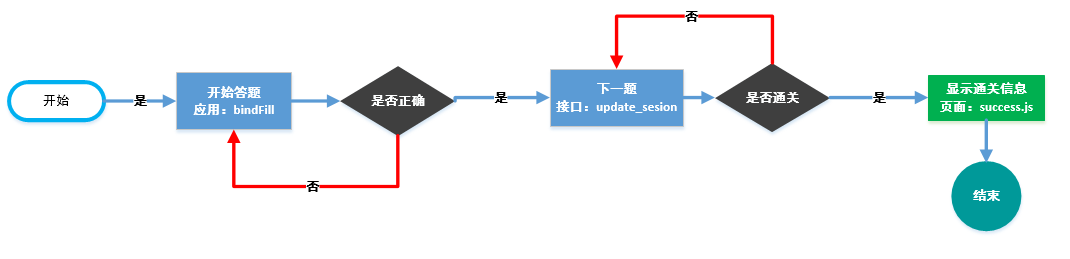 开始
是
开始答题
应用：bindFill
是否正确
否
是
下一题
接口：update_sesion
否
是否通关
是
显示通关信息
页面：success.js
结束